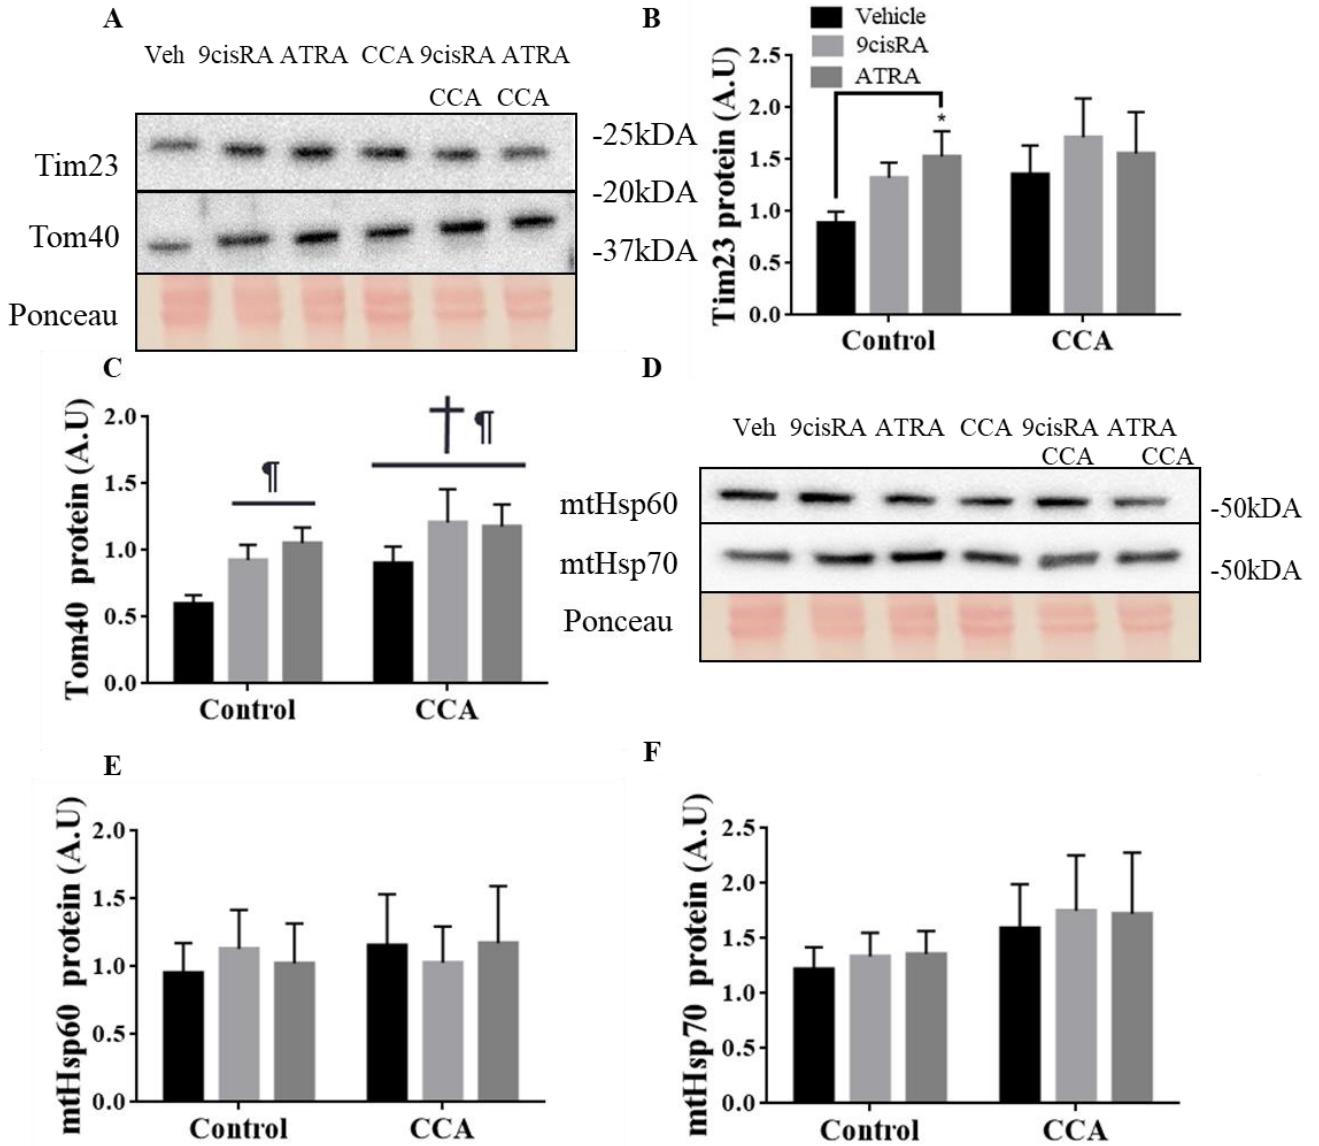 A
Veh 9cisRA ATRA CCA 9cisRA ATRA
CCA CCA
Tim23
Tom40
Ponceau
-25kDA
-20kDA
-37kDA
B
Vehicle
9cisRA
ATRA
Tim23 protein (A.U)
2.5
2.0
1.5
1.0
0.5
0.0
*
Control CCA
C
Tom40 protein (A.U)
2.0
1.5
1.0
0.5
0.0
¶
† ¶
Control CCA
D
Veh 9cisRA ATRA CCA 9cisRA ATRA
CCA CCA
mtHsp60
mtHsp70
Ponceau
-50kDA
-50kDA
E
mtHsp60 protein (A.U)
2.0
1.5
1.0
0.5
0.0
Control CCA
F
mtHsp70 protein (A.U)
2.5
2.0
1.5
1.0
0.5
0.0
Control CCA